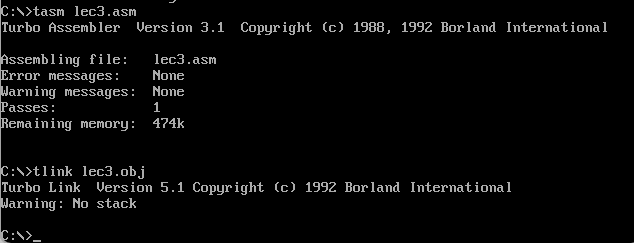 C:\>tasm lec3.asm
Turbo Assembler  Version 3.1  Copyright (c) 1988, 1992 Borland International
Assembling file:   lec3.asm
Error messages:    None
Warning messages:  None
Passes:            1
Remaining memory:  474k
C:\>tlink lec3.obj
Turbo Link  Version 5.1 Copyright (c) 1992 Borland International
Warning: No stack
C:\>_